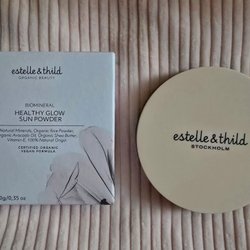 estelle & thild
ORGANIC BEAUTY
BIOMINERAL
HEALTHY GLOW
SUN POWDER
Natural Minerals, Organic Rice Powder,
Organic Avocado Oil, Organic Shea Butter,
Vitamin E, 100% Natural Origin
CERTIFIED ORGANIC
VEGAN FORMULA
0g/0,35 oz
estelle & thild
STOCKHOLM